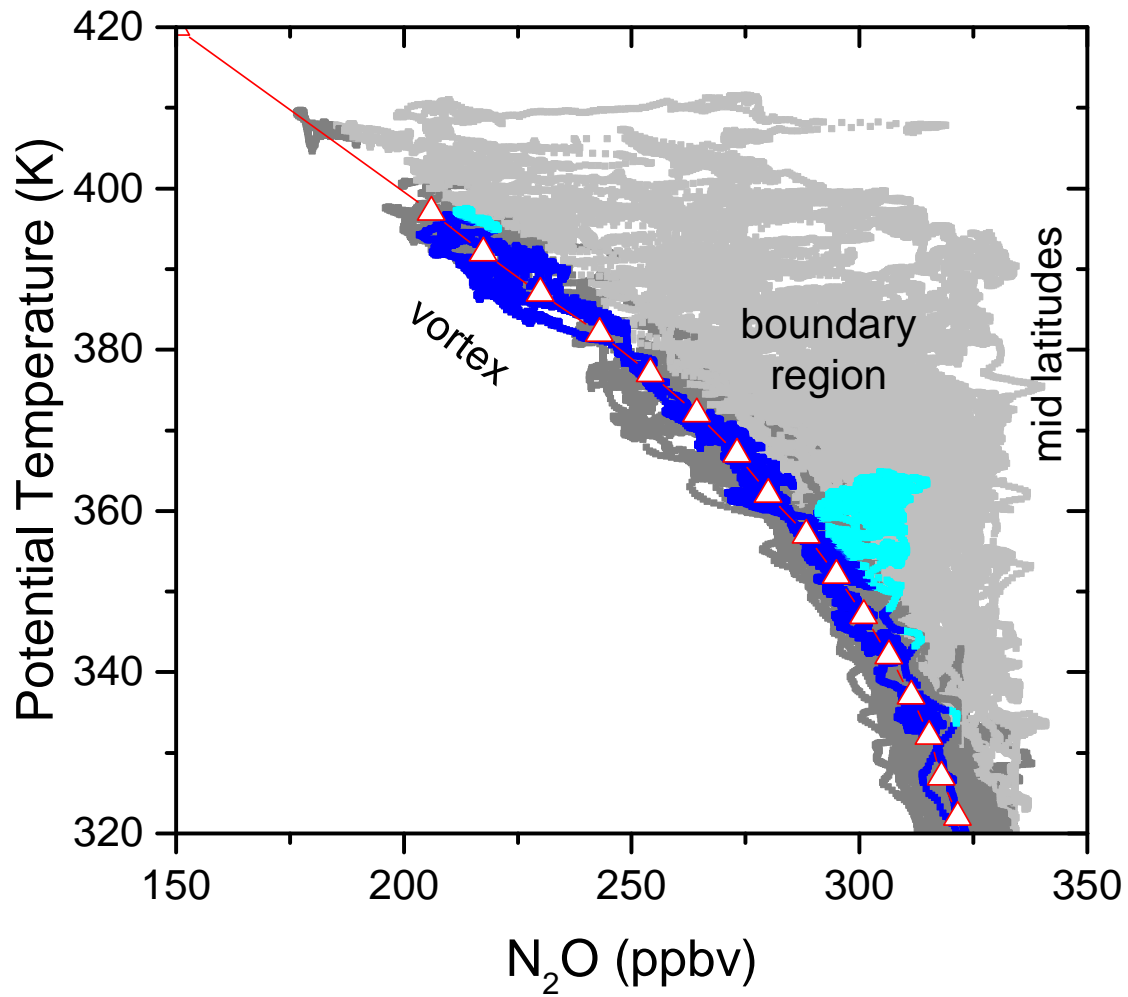 Potential Temperature (K)
420
400
380
360
340
320
vortex
boundary
region
mid latitudes
150
200
250
300
350
N₂O (ppbv)